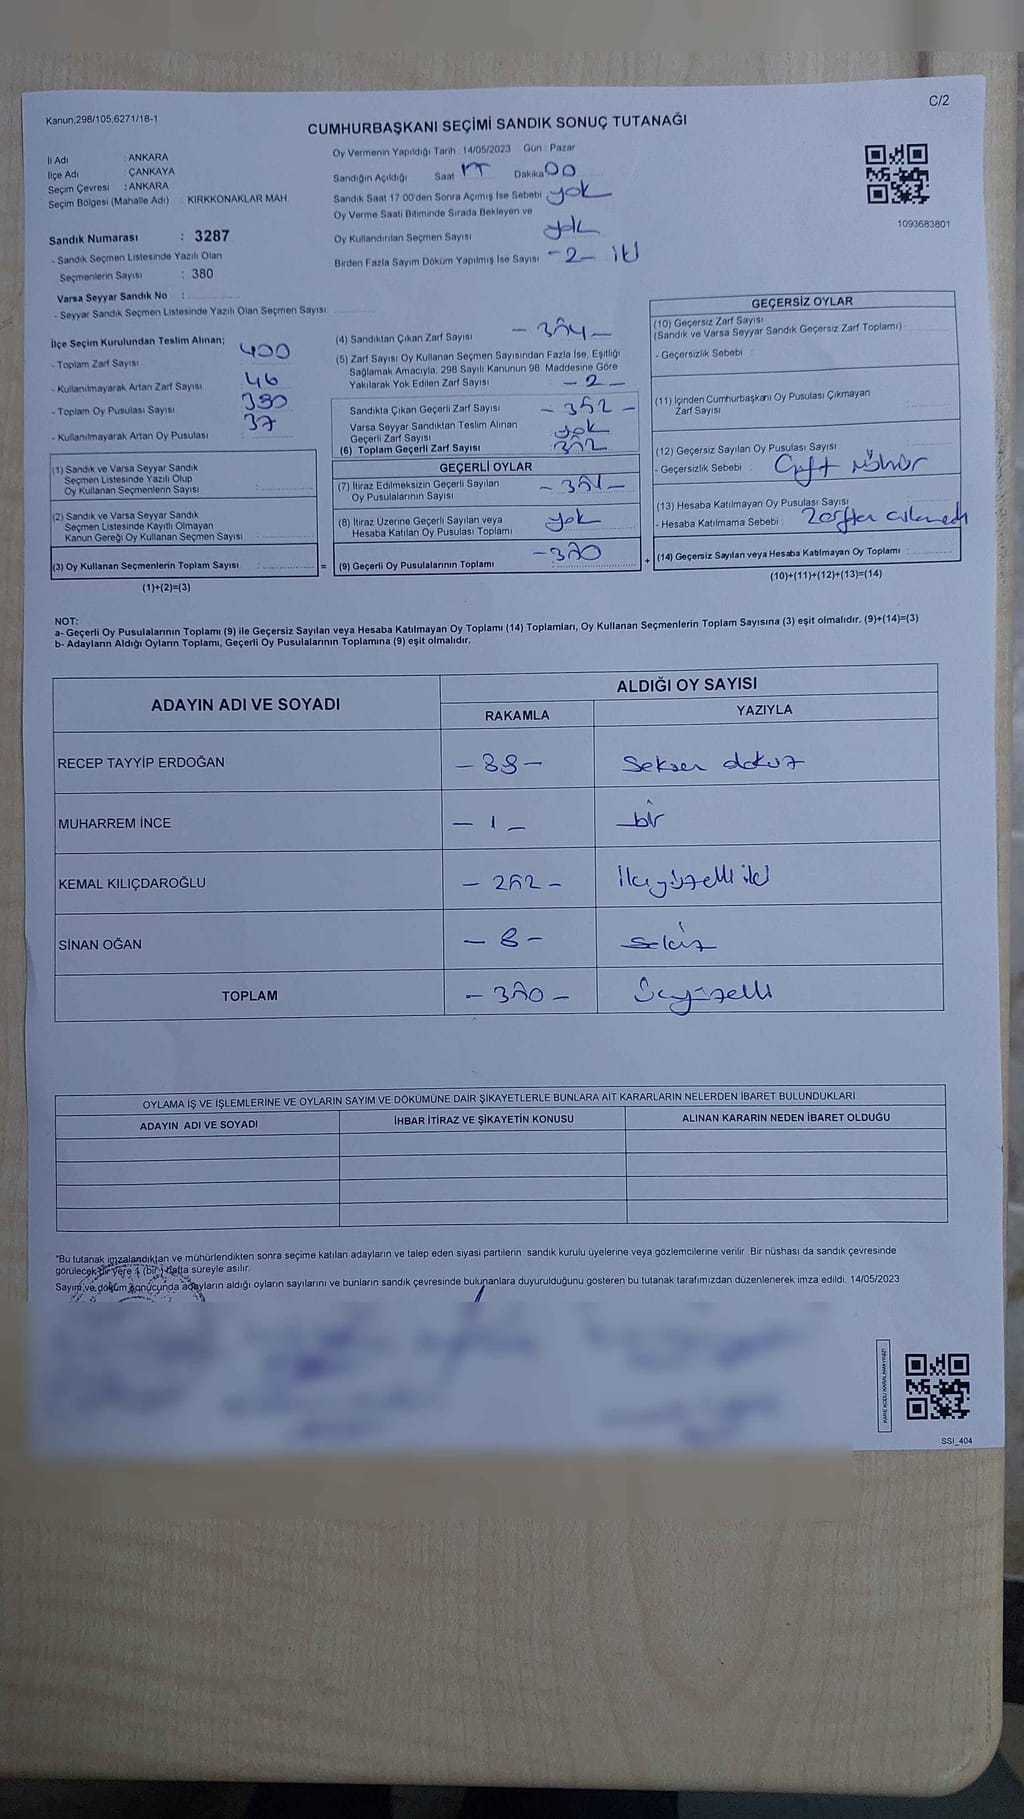 Kanun.298/105,6271/18-1
C/2
CUMHURBAŞKANI SEÇİMİ SANDIK SONUÇ TUTANAĞI
İl Adı : ANKARA
İlçe Adı : ÇANKAYA
Seçim Çevresi : ANKARA
Seçim Bölgesi (Mahalle Adı) : KIRKKONAKLAR MAH
Sandık Numarası : 3287
- Sandık Seçmen Listesinde Yazılı Olan
Seçmenlerin Sayısı : 380
Varsa Seyyar Sandık No :
- Seyyar Sandık Seçmen Listesinde Yazılı Olan Seçmen Sayısı:
Oy Vermenin Yapıldığı Tarih : 14/05/2023 Gün : Pazar
Sandığın Açıldığı Saat 17 Dakika 00
Sandık Saat 17.00'den Sonra Açımış İse Sebebi yok
Oy Verme Saati Bitiminde Sırada Bekleyen ve
Oy Kullandırılan Seçmen Sayısı yok
Birden Fazla Sayım Döküm Yapılmış İse Sayısı -2- iki
1093683801
İlçe Seçim Kurulundan Teslim Alınan;
- Toplam Zarf Sayısı 400
- Kullanılmayarak Artan Zarf Sayısı 46
- Toplam Oy Pusulası Sayısı 390
- Kullanılmayarak Artan Oy Pusulası 37
(1) Sandık ve Varsa Seyyar Sandık
Seçmen Listesinde Yazılı Olup
Oy Kullanan Seçmenlerin Sayısı :
(2) Sandık ve Varsa Seyyar Sandık
Seçmen Listesinde Kayıtlı Olmayan
Kanun Gereği Oy Kullanan Seçmen Sayısı :
(3) Oy Kullanan Seçmenlerin Toplam Sayısı : =
(1)+(2)=(3)
(4) Sandıktan Çıkan Zarf Sayısı - 354 -
(5) Zarf Sayısı Oy Kullanan Seçmen Sayısından Fazla İse, Eşitliği
Sağlamak Amacıyla, 298 Sayılı Kanunun 98. Maddesine Göre
Yakılarak Yok Edilen Zarf Sayısı - 2 -
Sandıkta Çıkan Geçerli Zarf Sayısı - 352 -
Varsa Seyyar Sandıktan Teslim Alınan
Geçerli Zarf Sayısı yok
(6) Toplam Geçerli Zarf Sayısı 352
GEÇERLİ OYLAR
(7) İtiraz Edilmeksizin Geçerli Sayılan
Oy Pusulalarının Sayısı - 351 -
(8) İtiraz Üzerine Geçerli Sayılan veya
Hesaba Katılan Oy Pusulası Toplamı yok
(9) Geçerli Oy Pusulalarının Toplamı -350 +
GEÇERSİZ OYLAR
(10) Geçersiz Zarf Sayısı
(Sandık ve Varsa Seyyar Sandık Geçersiz Zarf Toplamı) :
- Geçersizlik Sebebi :
(11) İçinden Cumhurbaşkanı Oy Pusulası Çıkmayan
Zarf Sayısı :
(12) Geçersiz Sayılan Oy Pusulası Sayısı :
- Geçersizlik Sebebi : Çift mühür
(13) Hesaba Katılmayan Oy Pusulası Sayısı :
- Hesaba Katılmama Sebebi : Zarftan çıkmadı
(14) Geçersiz Sayılan veya Hesaba Katılmayan Oy Toplamı :
(10)+(11)+(12)+(13)=(14)
NOT:
a- Geçerli Oy Pusulalarının Toplamı (9) ile Geçersiz Sayılan veya Hesaba Katılmayan Oy Toplamı (14) Toplamları, Oy Kullanan Seçmenlerin Toplam Sayısına (3) eşit olmalıdır. (9)+(14)=(3)
b- Adayların Aldığı Oyların Toplamı, Geçerli Oy Pusulalarının Toplamına (9) eşit olmalıdır.
ADAYIN ADI VE SOYADI
ALDIĞI OY SAYISI
RAKAMLA YAZIYLA
RECEP TAYYİP ERDOĞAN - 89 - Seksen dokuz
MUHARREM İNCE - 1 - bir
KEMAL KILIÇDAROĞLU - 252 - İkiyüzelli iki
SİNAN OĞAN - 8 - sekiz
TOPLAM - 350 - Üçyüzelli
OYLAMA İŞ VE İŞLEMLERİNE VE OYLARIN SAYIM VE DÖKÜMÜNE DAİR ŞİKAYETLERLE BUNLARA AİT KARARLARIN NELERDEN İBARET BULUNDUKLARI
ADAYIN ADI VE SOYADI İHBAR İTİRAZ VE ŞİKAYETİN KONUSU ALINAN KARARIN NEDEN İBARET OLDUĞU
*Bu tutanak imzalandıktan ve mühürlendikten sonra seçime katılan adayların ve talep eden siyasi partilerin sandık kurulu üyelerine veya gözlemcilerine verilir. Bir nüshası da sandık çevresinde
görülecek bir yere 1 (bir) hafta süreyle asılır.
Sayım ve döküm sonucunda adayların aldığı oyların sayılarını ve bunların sandık çevresinde bulunanlara duyurulduğunu gösteren bu tutanak tarafımızdan düzenlenerek imza edildi. 14/05/2023
KARE KODU KARALAMAYINIZ!
SSI_404